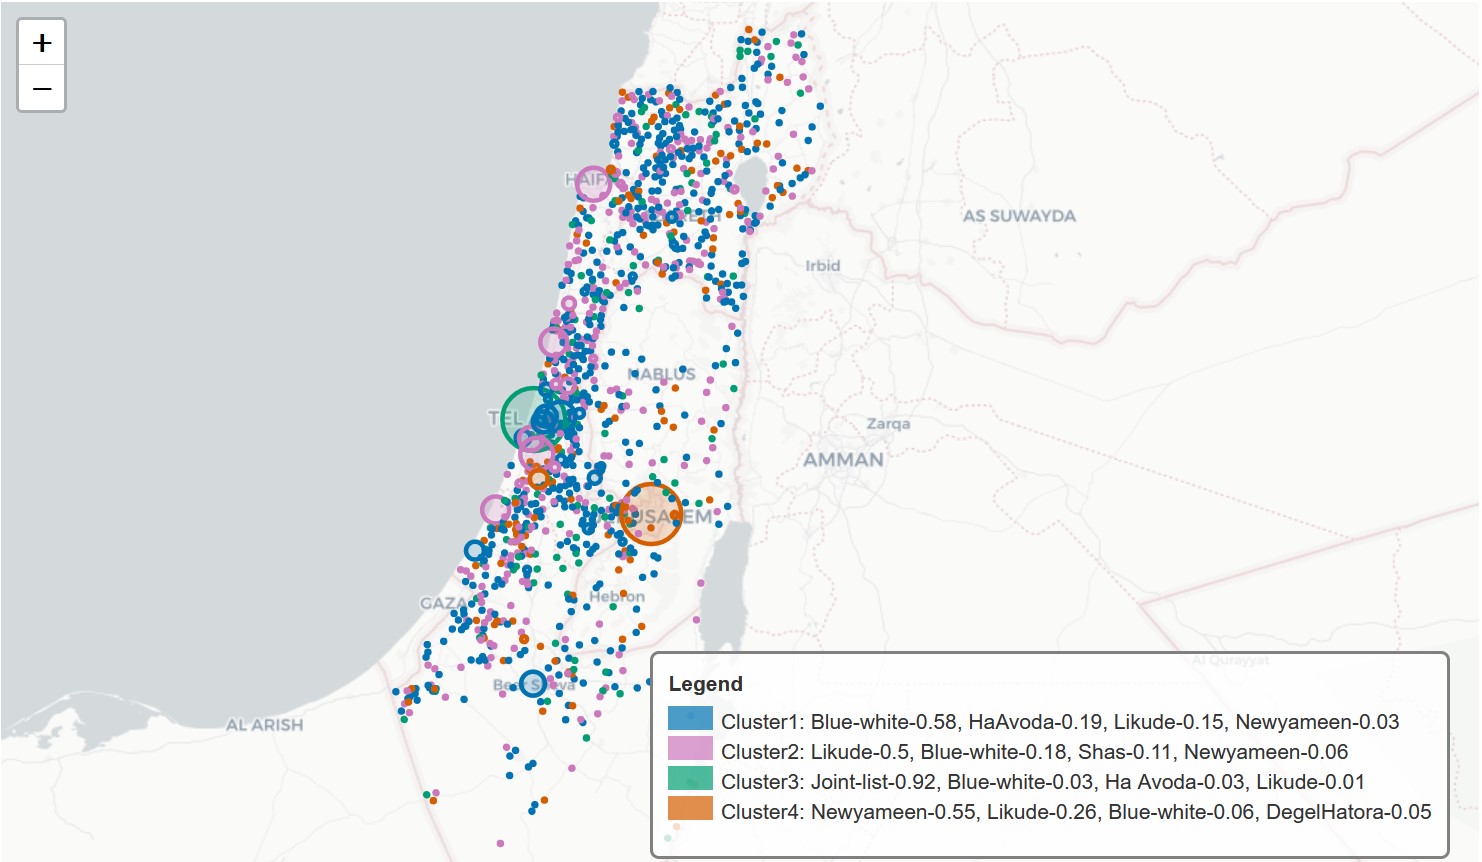 +
−
HAIFA
AS SUWAYDA
Irbid
NABLUS
TEL
Zarqa
AMMAN
JERUSALEM
GAZA
Hebron
Al Qurayyat
Beer Sheva
AL ARISH
Legend
Cluster1: Blue-white-0.58, HaAvoda-0.19, Likude-0.15, Newyameen-0.03
Cluster2: Likude-0.5, Blue-white-0.18, Shas-0.11, Newyameen-0.06
Cluster3: Joint-list-0.92, Blue-white-0.03, Ha Avoda-0.03, Likude-0.01
Cluster4: Newyameen-0.55, Likude-0.26, Blue-white-0.06, DegelHatora-0.05